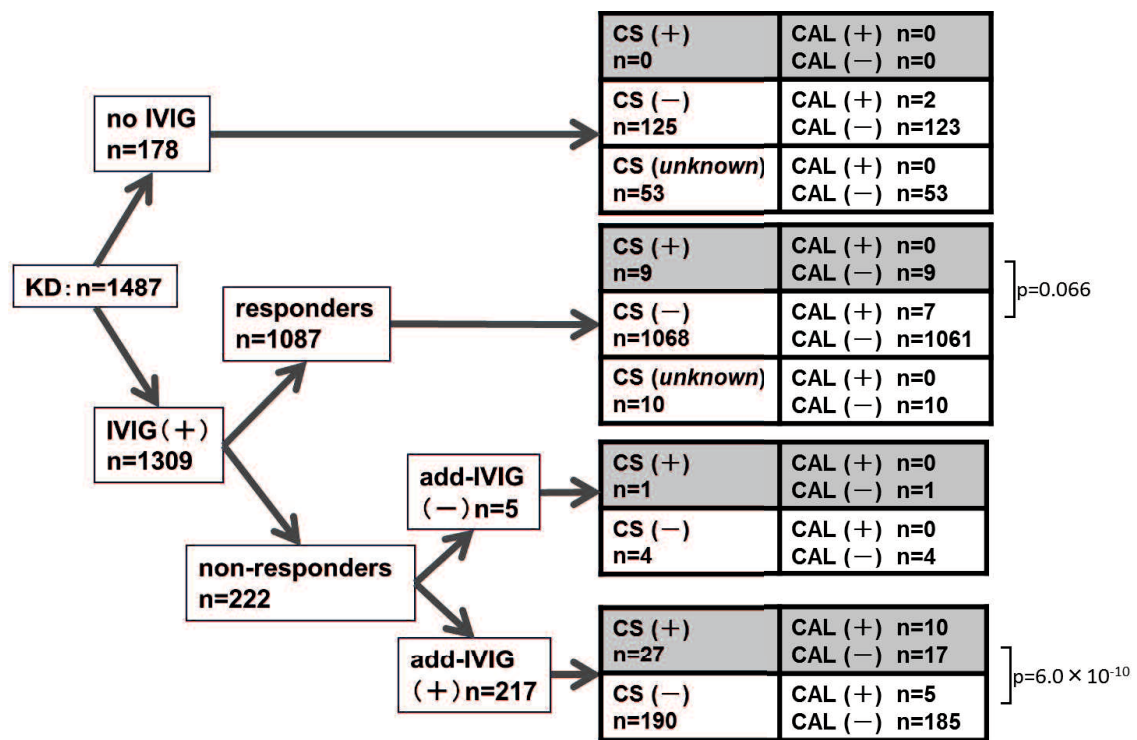 no IVIG
n=178
KD：n=1487
IVIG（＋）
n=1309
responders
n=1087
non-responders
n=222
add-IVIG
（－）n=5
add-IVIG
（＋）n=217
CS (＋)
n=0
CAL (＋) n=0
CAL (－) n=0
CS (－)
n=125
CAL (＋) n=2
CAL (－) n=123
CS (unknown)
n=53
CAL (＋) n=0
CAL (－) n=53
CS (＋)
n=9
CAL (＋) n=0
CAL (－) n=9
CS (－)
n=1068
CAL (＋) n=7
CAL (－) n=1061
p=0.066
CS (unknown)
n=10
CAL (＋) n=0
CAL (－) n=10
CS (＋)
n=1
CAL (＋) n=0
CAL (－) n=1
CS (－)
n=4
CAL (＋) n=0
CAL (－) n=4
CS (＋)
n=27
CAL (＋) n=10
CAL (－) n=17
CS (－)
n=190
CAL (＋) n=5
CAL (－) n=185
p=6.0 × 10⁻¹⁰